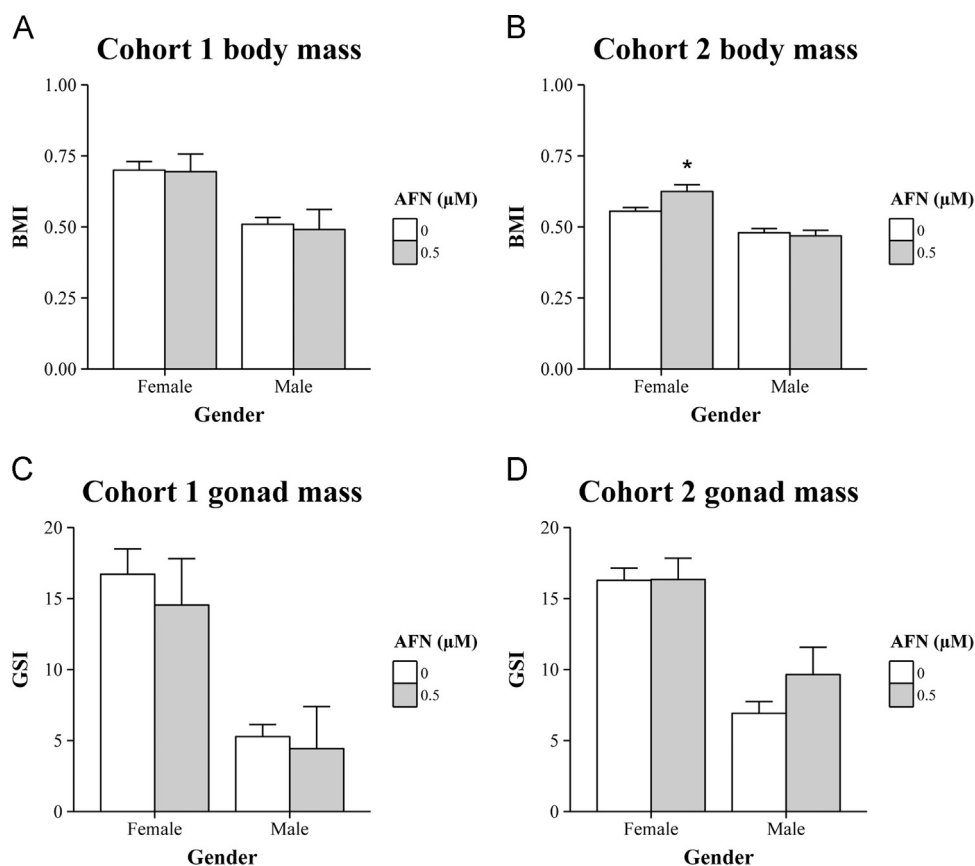 A
Cohort 1 body mass
1.00
0.75
0.50
0.25
0.00
BMI
Female
Male
Gender
AFN (µM)
0
0.5
B
Cohort 2 body mass
1.00
0.75
0.50
0.25
0.00
BMI
*
Female
Male
Gender
AFN (µM)
0
0.5
C
Cohort 1 gonad mass
20
15
10
5
0
GSI
Female
Male
Gender
AFN (µM)
0
0.5
D
Cohort 2 gonad mass
20
15
10
5
0
GSI
Female
Male
Gender
AFN (µM)
0
0.5